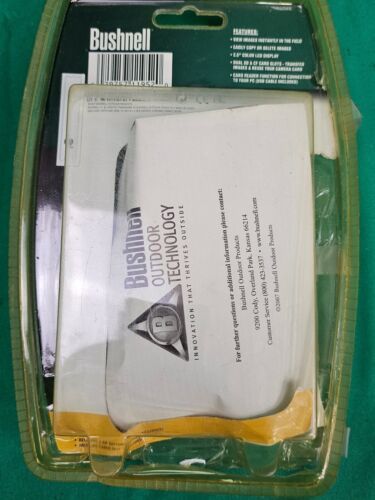 Bushnell
FEATURES:
• VIEW IMAGES INSTANTLY IN THE FIELD
• EASILY COPY OR DELETE IMAGES
• 2.5" COLOR LCD DISPLAY
• DUAL SD & CF CARD SLOTS - TRANSFER
IMAGES & REUSE YOUR CAMERA CARD
• CARD READER FUNCTION FOR CONNECTION
TO YOUR PC (USB CABLE INCLUDED)
Bushnell
OUTDOOR
TECHNOLOGY
INNOVATION THAT THRIVES OUTSIDE
B
For further questions or additional information please contact:
Bushnell Outdoor Products
9200 Cody, Overland Park, Kansas 66214
Customer Service (800) 423-3537 • www.bushnell.com
©2007 Bushnell Outdoor Products